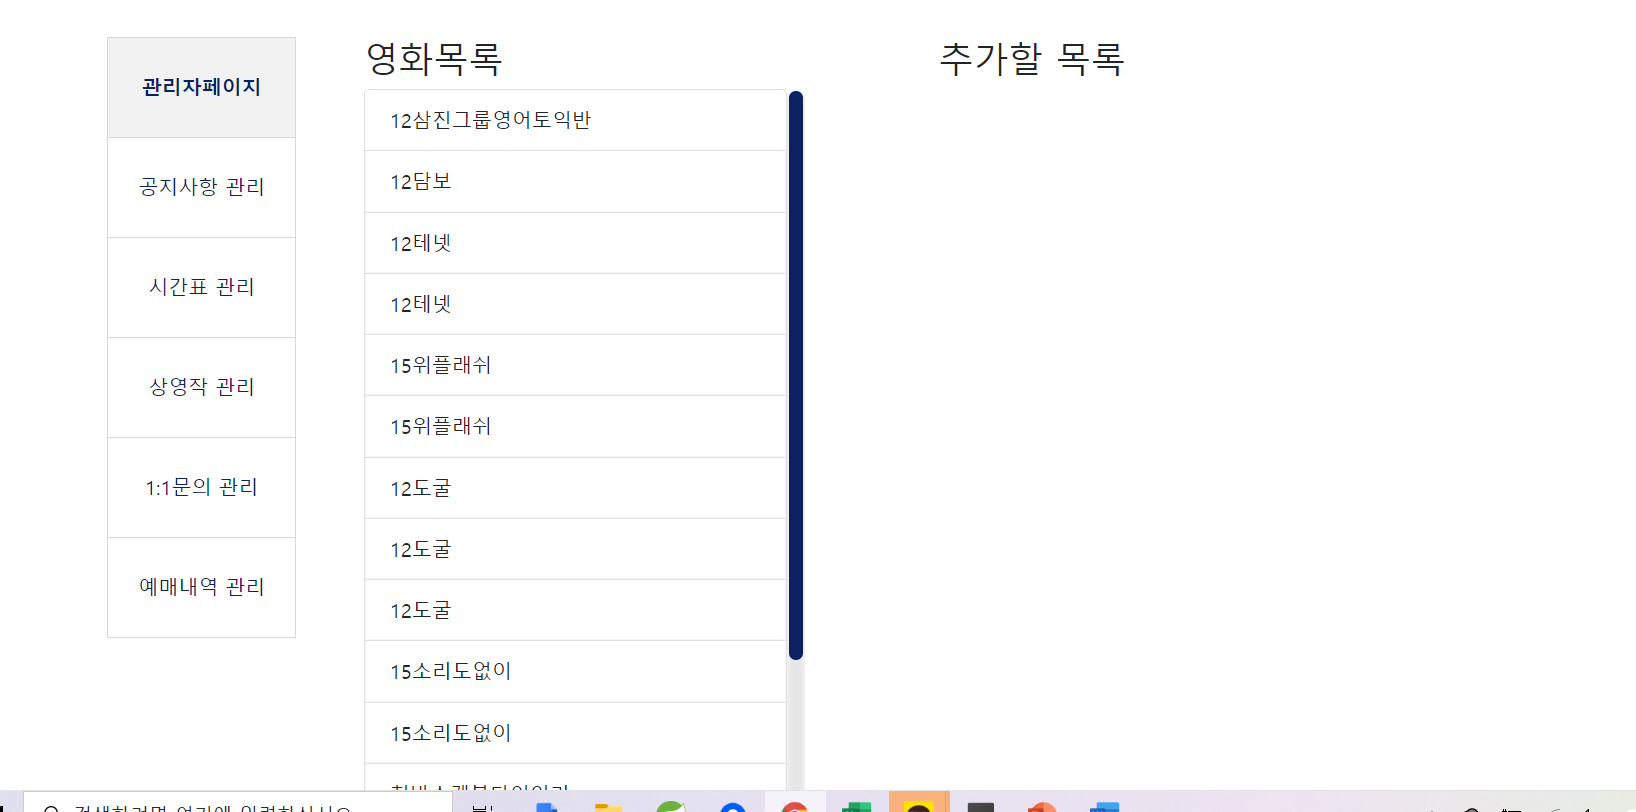 관리자페이지
공지사항 관리
시간표 관리
상영작 관리
1:1문의 관리
예매내역 관리
영화목록
12삼진그룹영어토익반
12담보
12테넷
12테넷
15위플래쉬
15위플래쉬
12도굴
12도굴
12도굴
15소리도없이
15소리도없이
추가할 목록